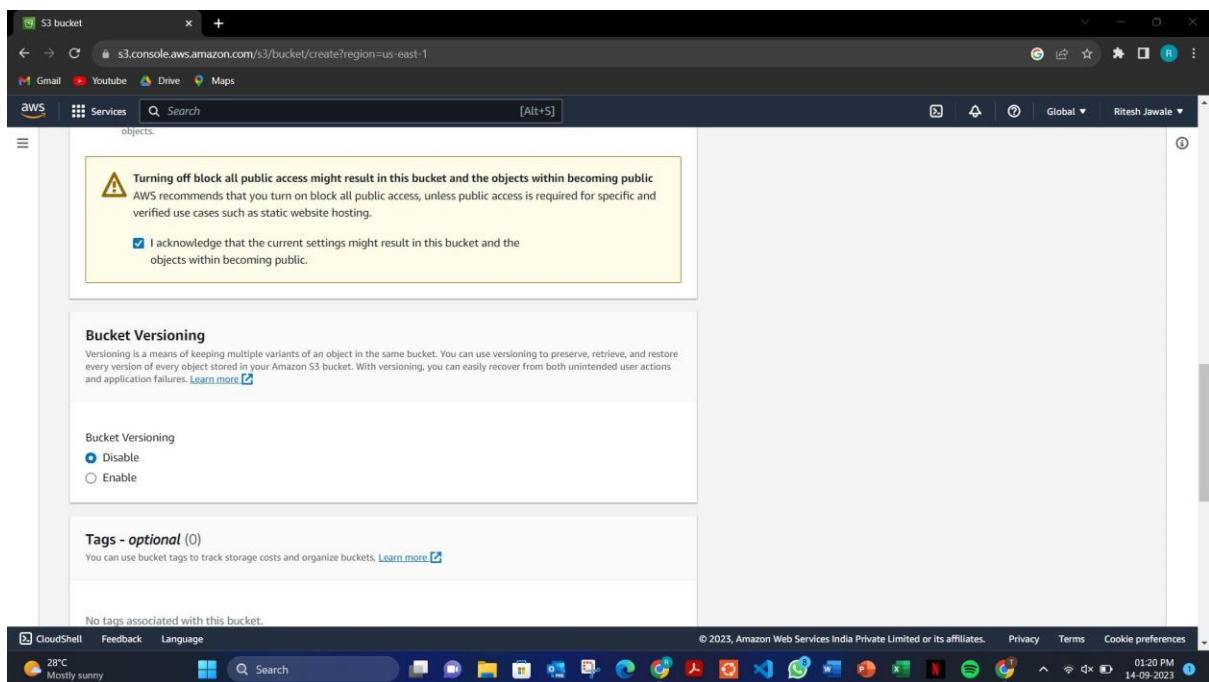 S3 bucket
s3.console.aws.amazon.com/s3/bucket/create?region=us-east-1
R
Gmail Youtube Drive Maps
aws Services Search [Alt+S] Global Ritesh Jawale
objects.
Turning off block all public access might result in this bucket and the objects within becoming public
AWS recommends that you turn on block all public access, unless public access is required for specific and
verified use cases such as static website hosting.
I acknowledge that the current settings might result in this bucket and the
objects within becoming public.
Bucket Versioning
Versioning is a means of keeping multiple variants of an object in the same bucket. You can use versioning to preserve, retrieve, and restore
every version of every object stored in your Amazon S3 bucket. With versioning, you can easily recover from both unintended user actions
and application failures. Learn more
Bucket Versioning
Disable
Enable
Tags - optional (0)
You can use bucket tags to track storage costs and organize buckets. Learn more
No tags associated with this bucket.
CloudShell Feedback Language © 2023, Amazon Web Services India Private Limited or its affiliates. Privacy Terms Cookie preferences
28°C
Mostly sunny
Search
01:20 PM
14-09-2023